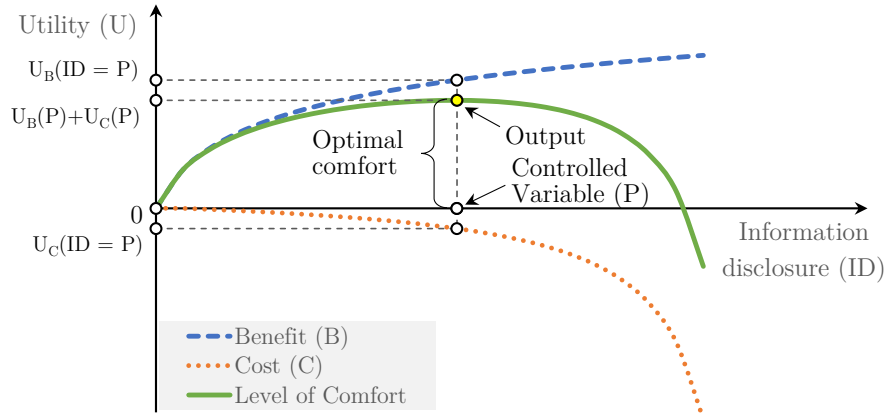 Utility (U)
U_B(ID = P)
U_B(P)+U_C(P)
Optimal
comfort
Output
Controlled
Variable (P)
0
U_C(ID = P)
Information
disclosure (ID)
Benefit (B)
Cost (C)
Level of Comfort